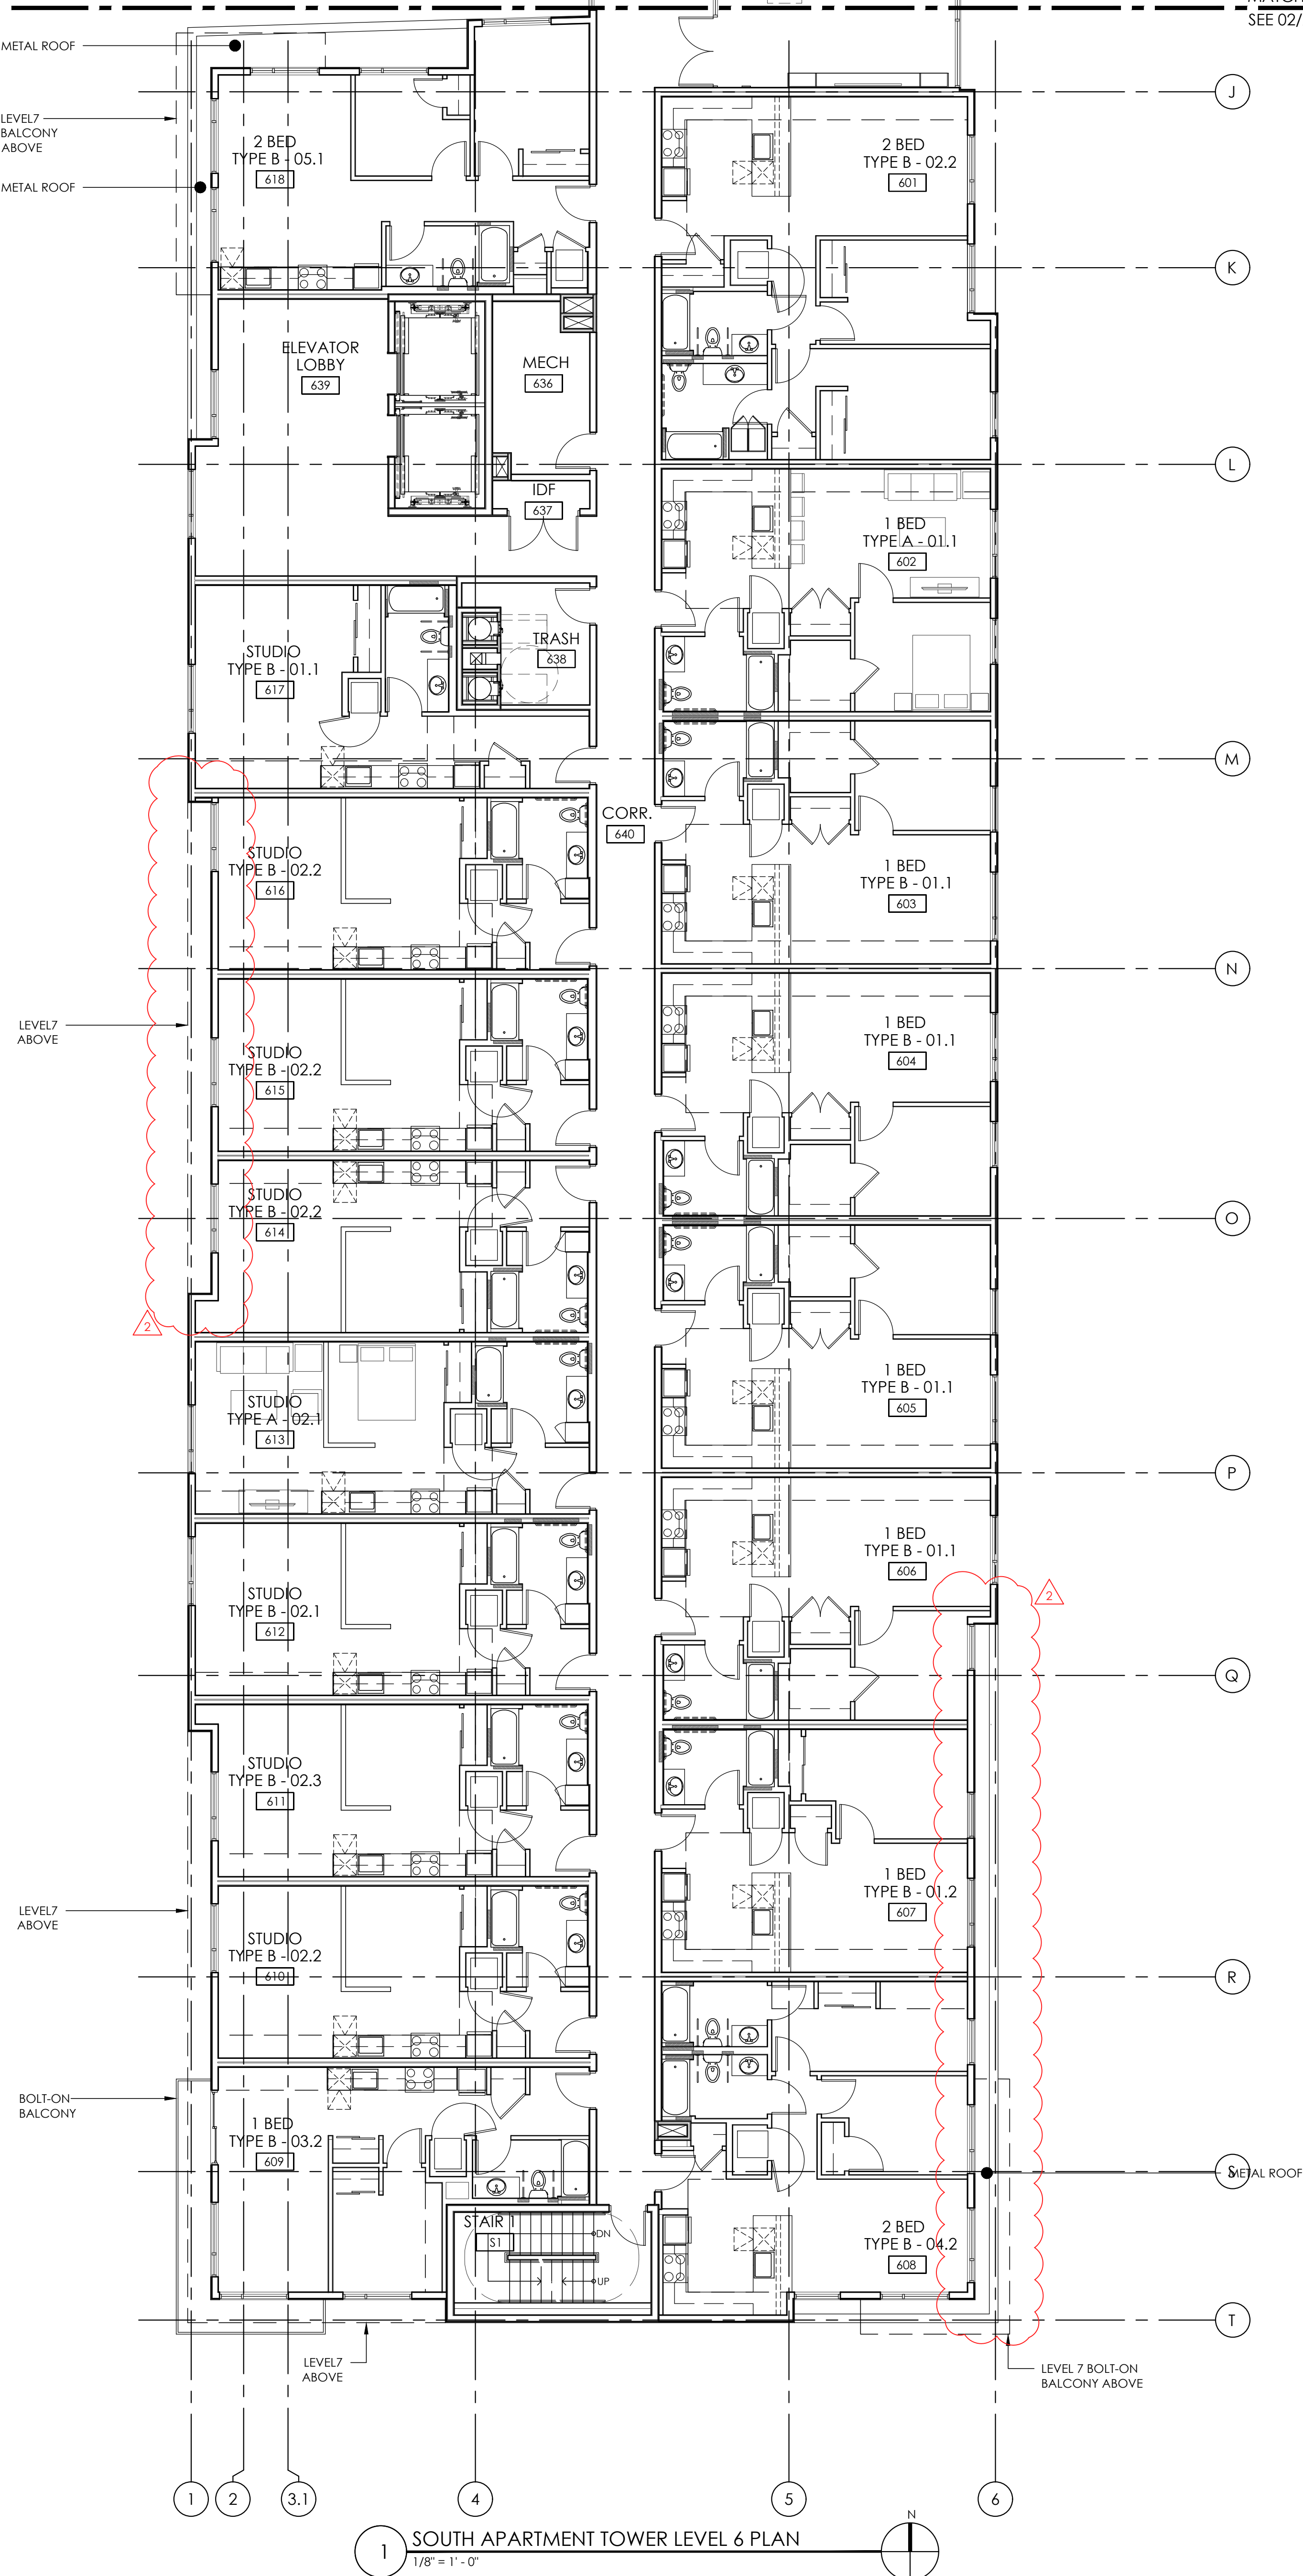 SEE 02/
METAL ROOF
J
LEVEL7
BALCONY
ABOVE
2 BED
TYPE B - 05.1
618
2 BED
TYPE B - 02.2
601
METAL ROOF
K
ELEVATOR
LOBBY
639
MECH
636
L
IDF
637
1 BED
TYPE A - 01.1
602
STUDIO
TYPE B - 01.1
617
TRASH
638
M
CORR.
640
STUDIO
TYPE B - 02.2
616
1 BED
TYPE B - 01.1
603
N
LEVEL7
ABOVE
STUDIO
TYPE B - 02.2
615
1 BED
TYPE B - 01.1
604
STUDIO
TYPE B - 02.2
614
O
2
1 BED
TYPE B - 01.1
605
STUDIO
TYPE A - 02.1
613
P
1 BED
TYPE B - 01.1
606
2
STUDIO
TYPE B - 02.1
612
Q
STUDIO
TYPE B - 02.3
611
1 BED
TYPE B - 01.2
607
LEVEL7
ABOVE
STUDIO
TYPE B - 02.2
610
R
BOLT-ON
BALCONY
1 BED
TYPE B - 03.2
609
S
METAL ROOF
STAIR 1
S1
DN
UP
2 BED
TYPE B - 04.2
608
T
LEVEL7
ABOVE
LEVEL 7 BOLT-ON
BALCONY ABOVE
1
2
3.1
4
5
6
N
1
SOUTH APARTMENT TOWER LEVEL 6 PLAN
1/8" = 1' - 0"